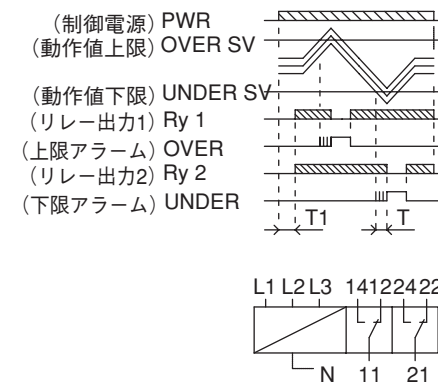 (制御電源) PWR
(動作値上限) OVER SV
(動作値下限) UNDER SV
(リレー出力1) Ry 1
(上限アラーム) OVER
(リレー出力2) Ry 2
(下限アラーム) UNDER
T1 T
L1 L2 L3 14 12 24 22
N 11 21